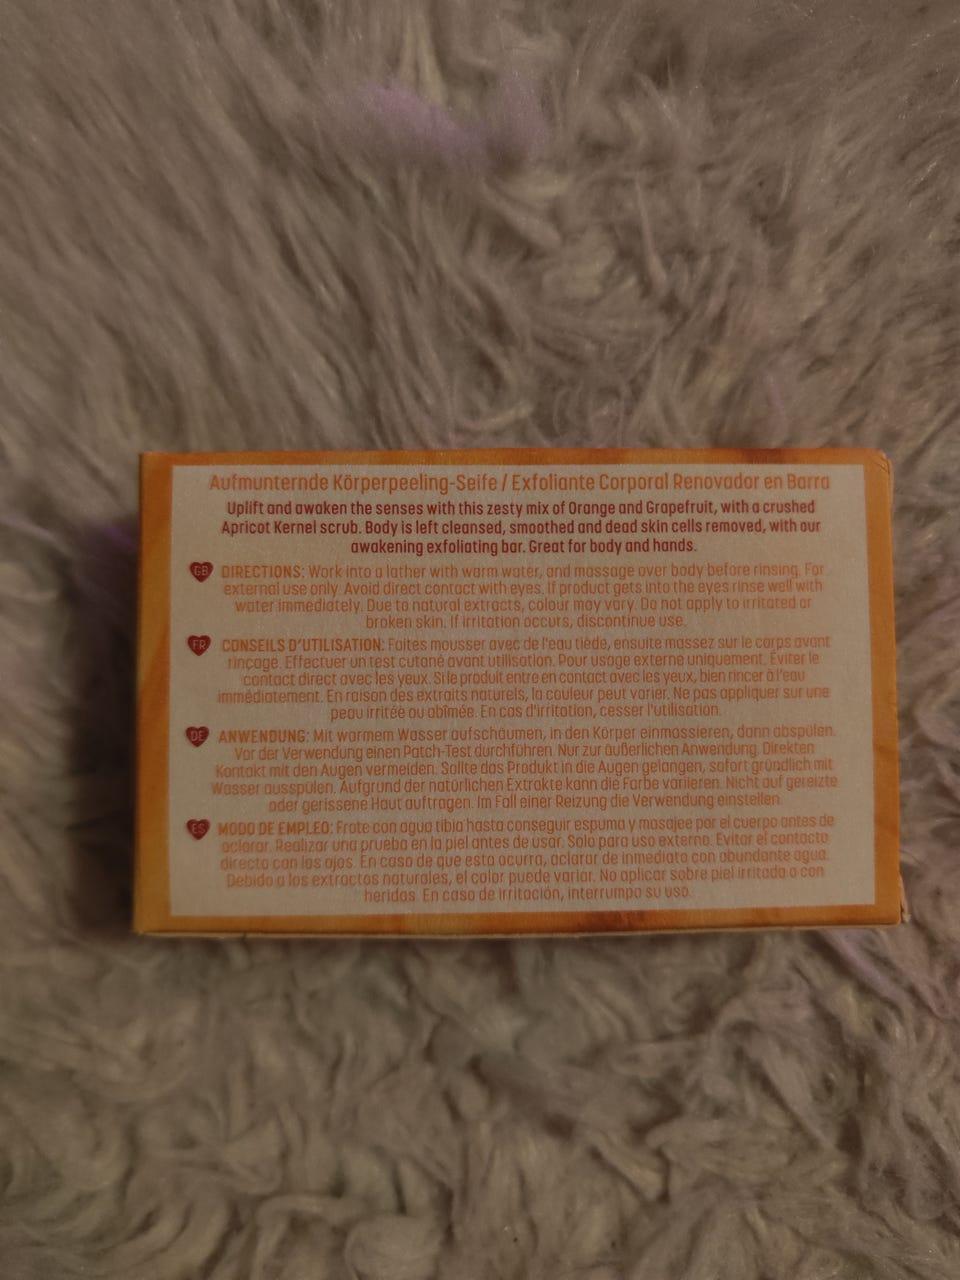 Aufmunternde Körperpeeling-Seife / Exfoliante Corporal Renovador en Barra
Uplift and awaken the senses with this zesty mix of Orange and Grapefruit, with a crushed
Apricot Kernel scrub. Body is left cleansed, smoothed and dead skin cells removed, with our
awakening exfoliating bar. Great for body and hands.
GB DIRECTIONS: Work into a lather with warm water, and massage over body before rinsing. For
external use only. Avoid direct contact with eyes. If product gets into the eyes rinse well with
water immediately. Due to natural extracts, colour may vary. Do not apply to irritated or
broken skin. If irritation occurs, discontinue use.
FR CONSEILS D'UTILISATION: Faites mousser avec de l'eau tiède, ensuite massez sur le corps avant
rinçage. Effectuer un test cutané avant utilisation. Pour usage externe uniquement. Éviter le
contact direct avec les yeux. Si le produit entre en contact avec les yeux, bien rincer à l'eau
immédiatement. En raison des extraits naturels, la couleur peut varier. Ne pas appliquer sur une
peau irritée ou abîmée. En cas d'irritation, cesser l'utilisation.
DE ANWENDUNG: Mit warmem Wasser aufschäumen, in den Körper einmassieren, dann abspülen.
Vor der Verwendung einen Patch-Test durchführen. Nur zur äußerlichen Anwendung. Direkten
Kontakt mit den Augen vermeiden. Sollte das Produkt in die Augen gelangen, sofort gründlich mit
Wasser ausspülen. Aufgrund der natürlichen Extrakte kann die Farbe variieren. Nicht auf gereizte
oder gerissene Haut auftragen. Im Fall einer Reizung die Verwendung einstellen.
ES MODO DE EMPLEO: Frote con agua tibia hasta conseguir espuma y masajee por el cuerpo antes de
aclarar. Realizar una prueba en la piel antes de usar. Solo para uso externo. Evitar el contacto
directo con los ojos. En caso de que esto ocurra, aclarar de inmediato con abundante agua.
Debido a los extractos naturales, el color puede variar. No aplicar sobre piel irritada o con
heridas. En caso de irritación, interrumpa su uso.